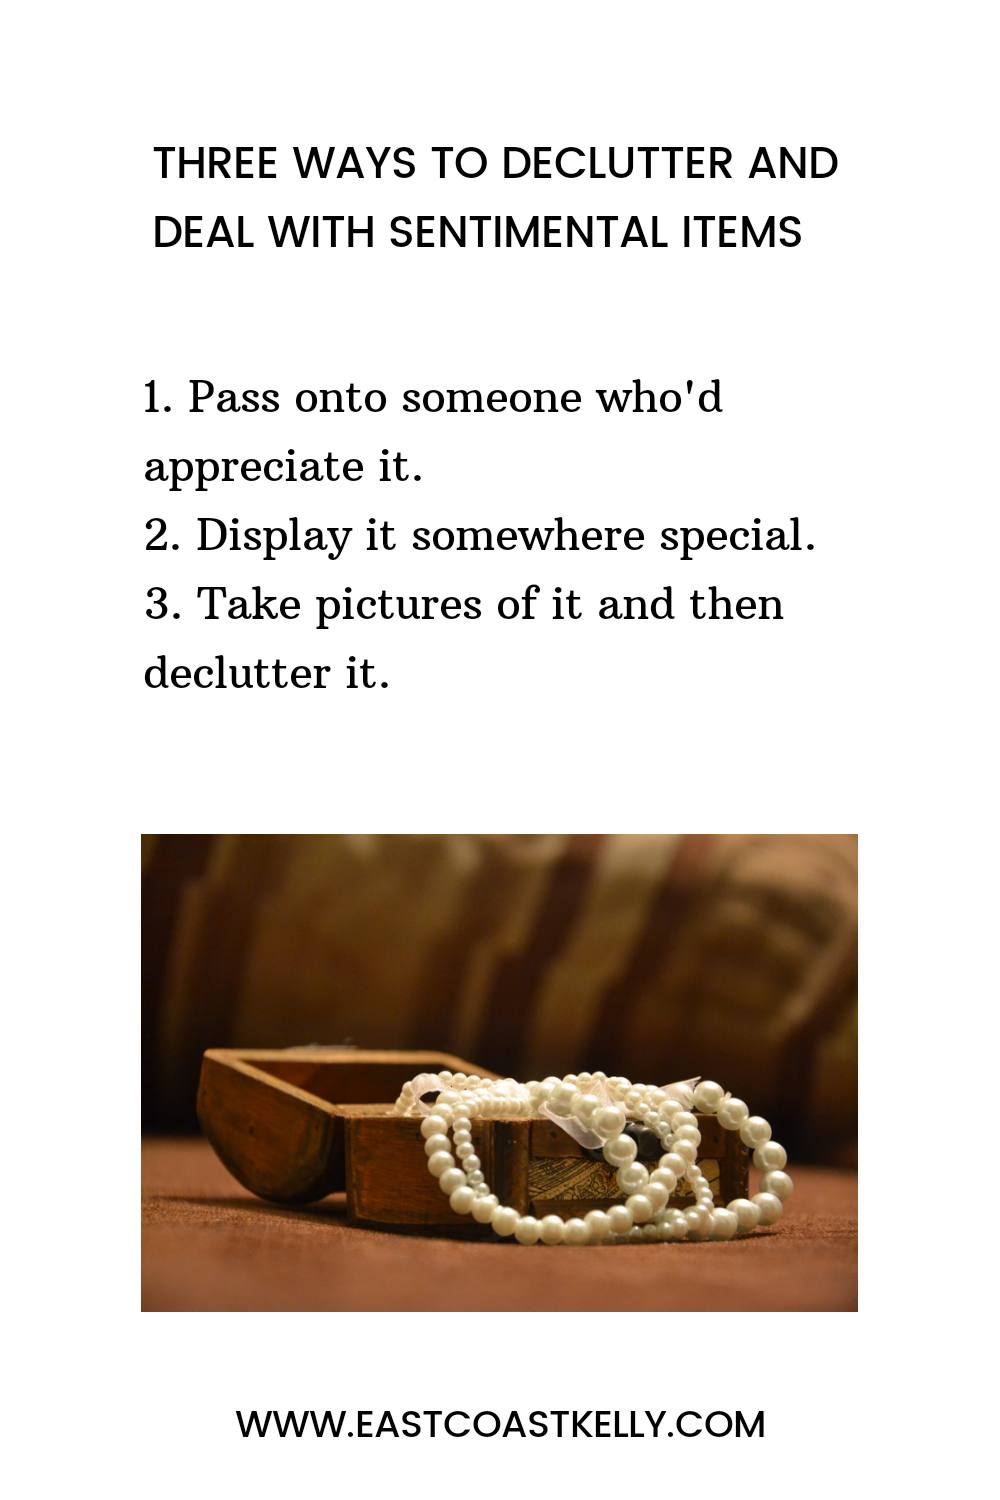 THREE WAYS TO DECLUTTER AND
DEAL WITH SENTIMENTAL ITEMS
1. Pass onto someone who'd
appreciate it.
2. Display it somewhere special.
3. Take pictures of it and then
declutter it.
WWW.EASTCOASTKELLY.COM